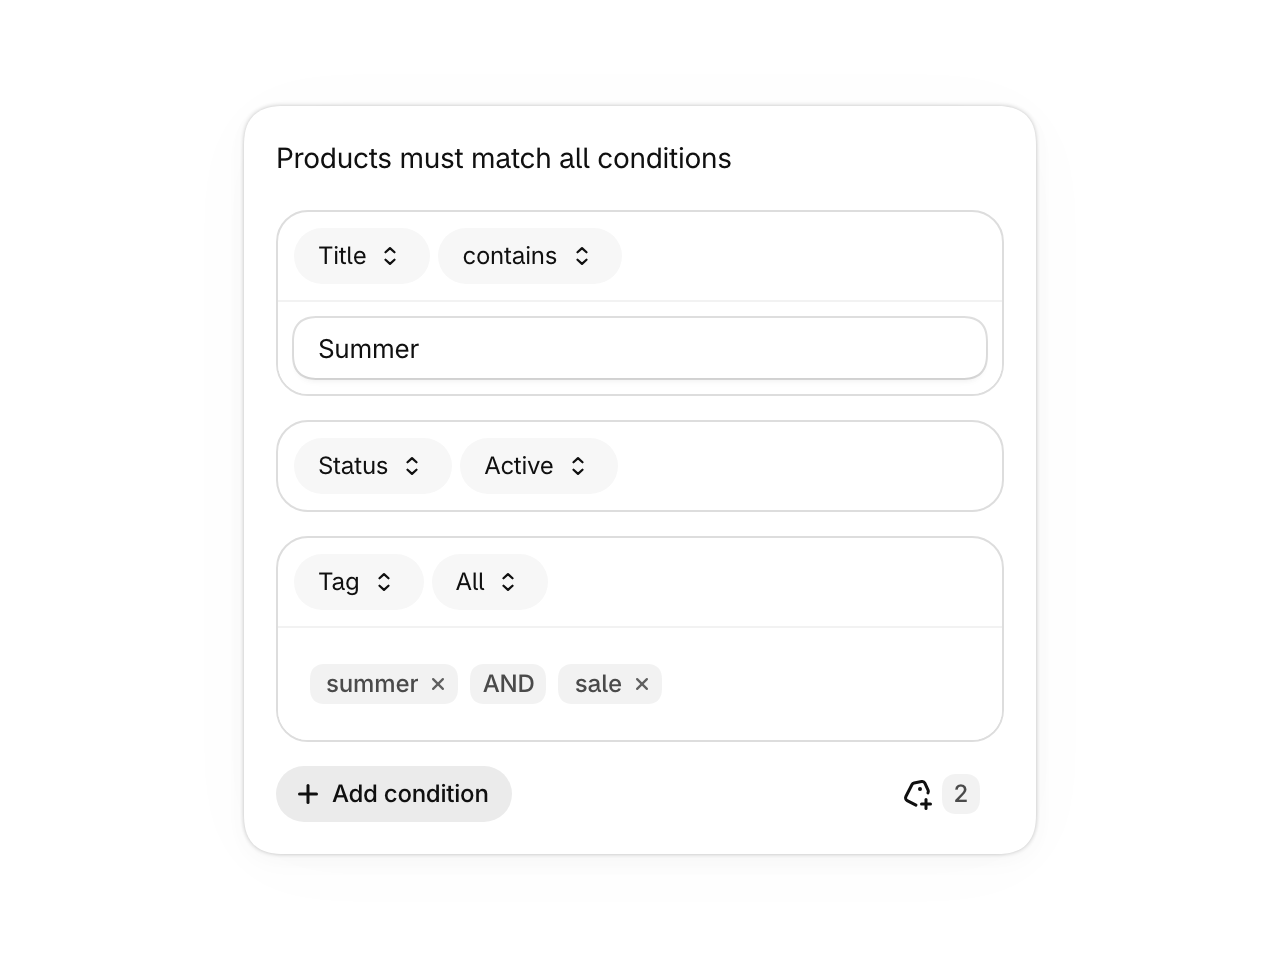 Products must match all conditions
Title contains
Summer
Status Active
Tag All
summer × AND sale ×
+ Add condition 2